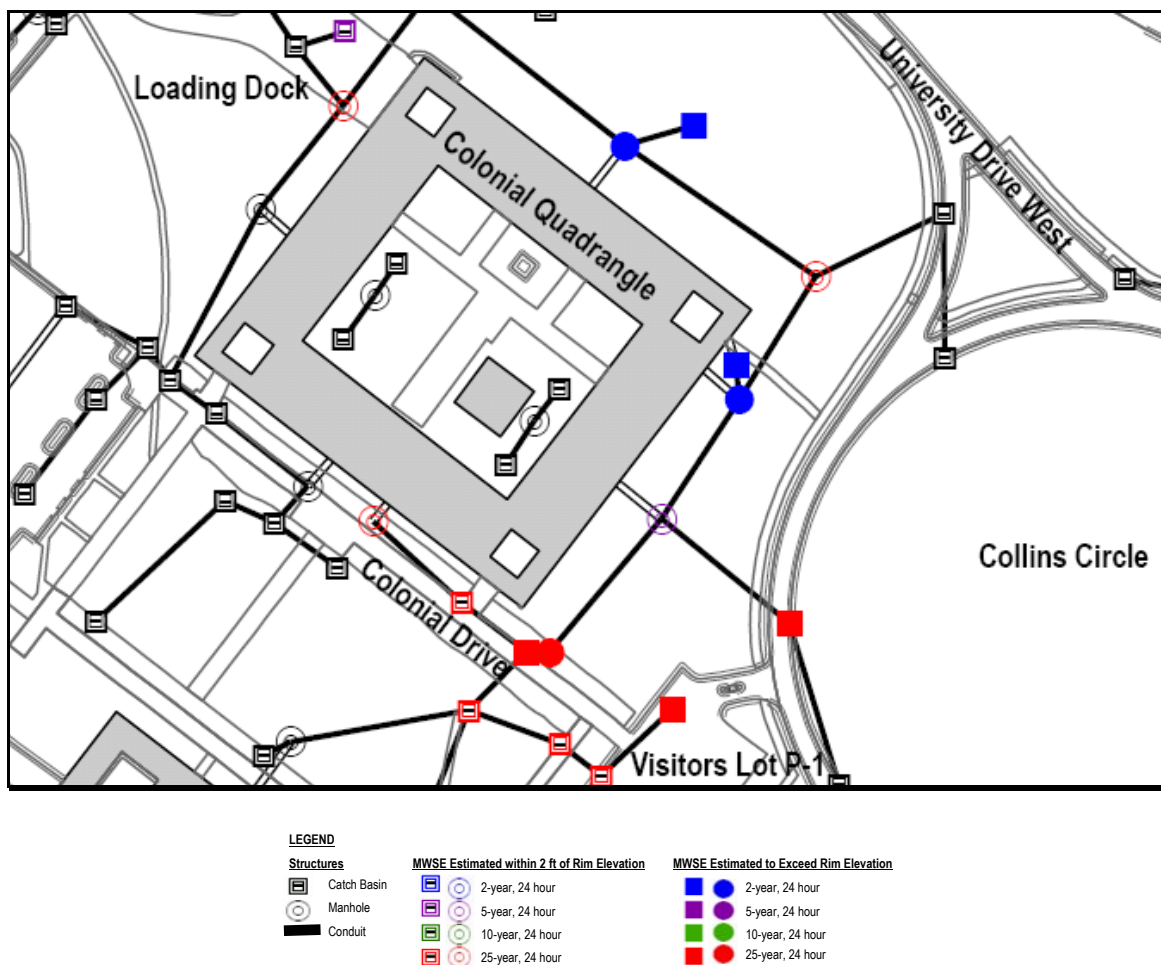 Loading Dock
Colonial Quadrangle
University Drive West
Collins Circle
Colonial Drive
Visitors Lot P-1
LEGEND
Structures
Catch Basin
Manhole
Conduit
MWSE Estimated within 2 ft of Rim Elevation
2-year, 24 hour
5-year, 24 hour
10-year, 24 hour
25-year, 24 hour
MWSE Estimated to Exceed Rim Elevation
2-year, 24 hour
5-year, 24 hour
10-year, 24 hour
25-year, 24 hour